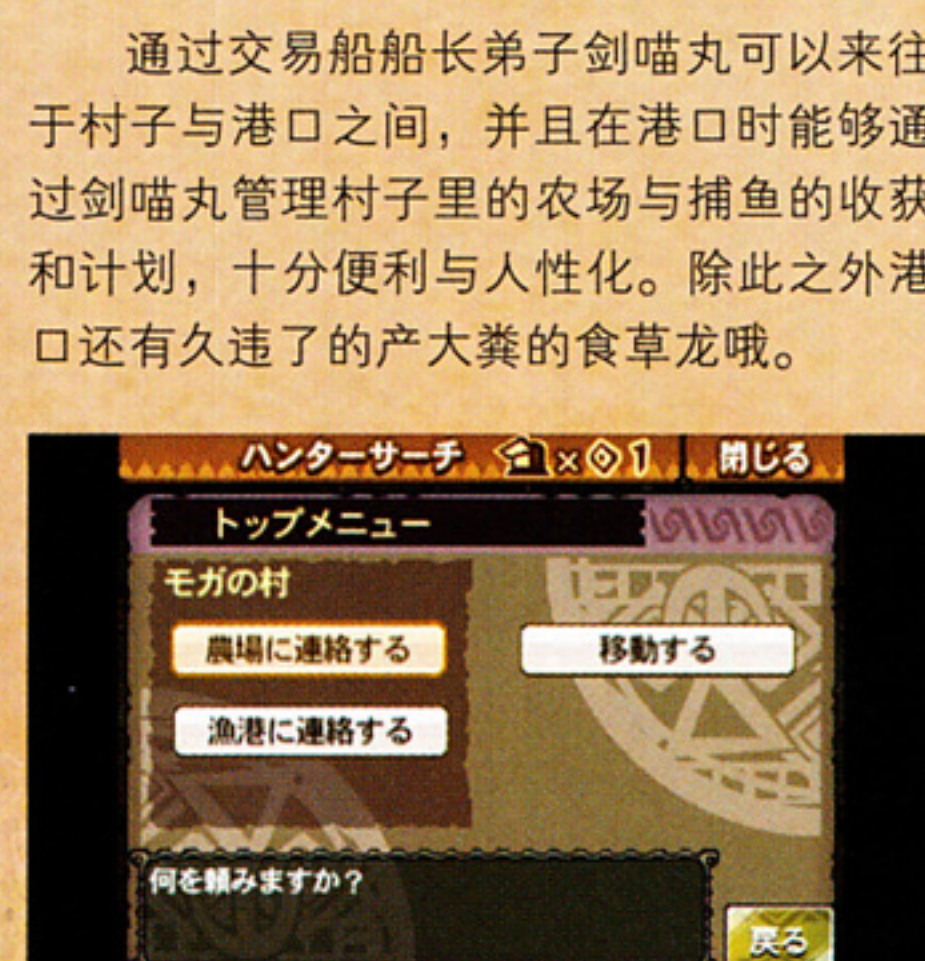 通过交易船船长弟子剑喵丸可以来往
于村子与港口之间，并且在港口时能够通
过剑喵丸管理村子里的农场与捕鱼的收获
和计划，十分便利与人性化。除此之外港
口还有久违了的产大粪的食草龙哦。
ハンターサーチ ×1 閉じる
トップメニュー
モガの村
農場に連絡する 移動する
漁港に連絡する
何を頼みますか？
戻る